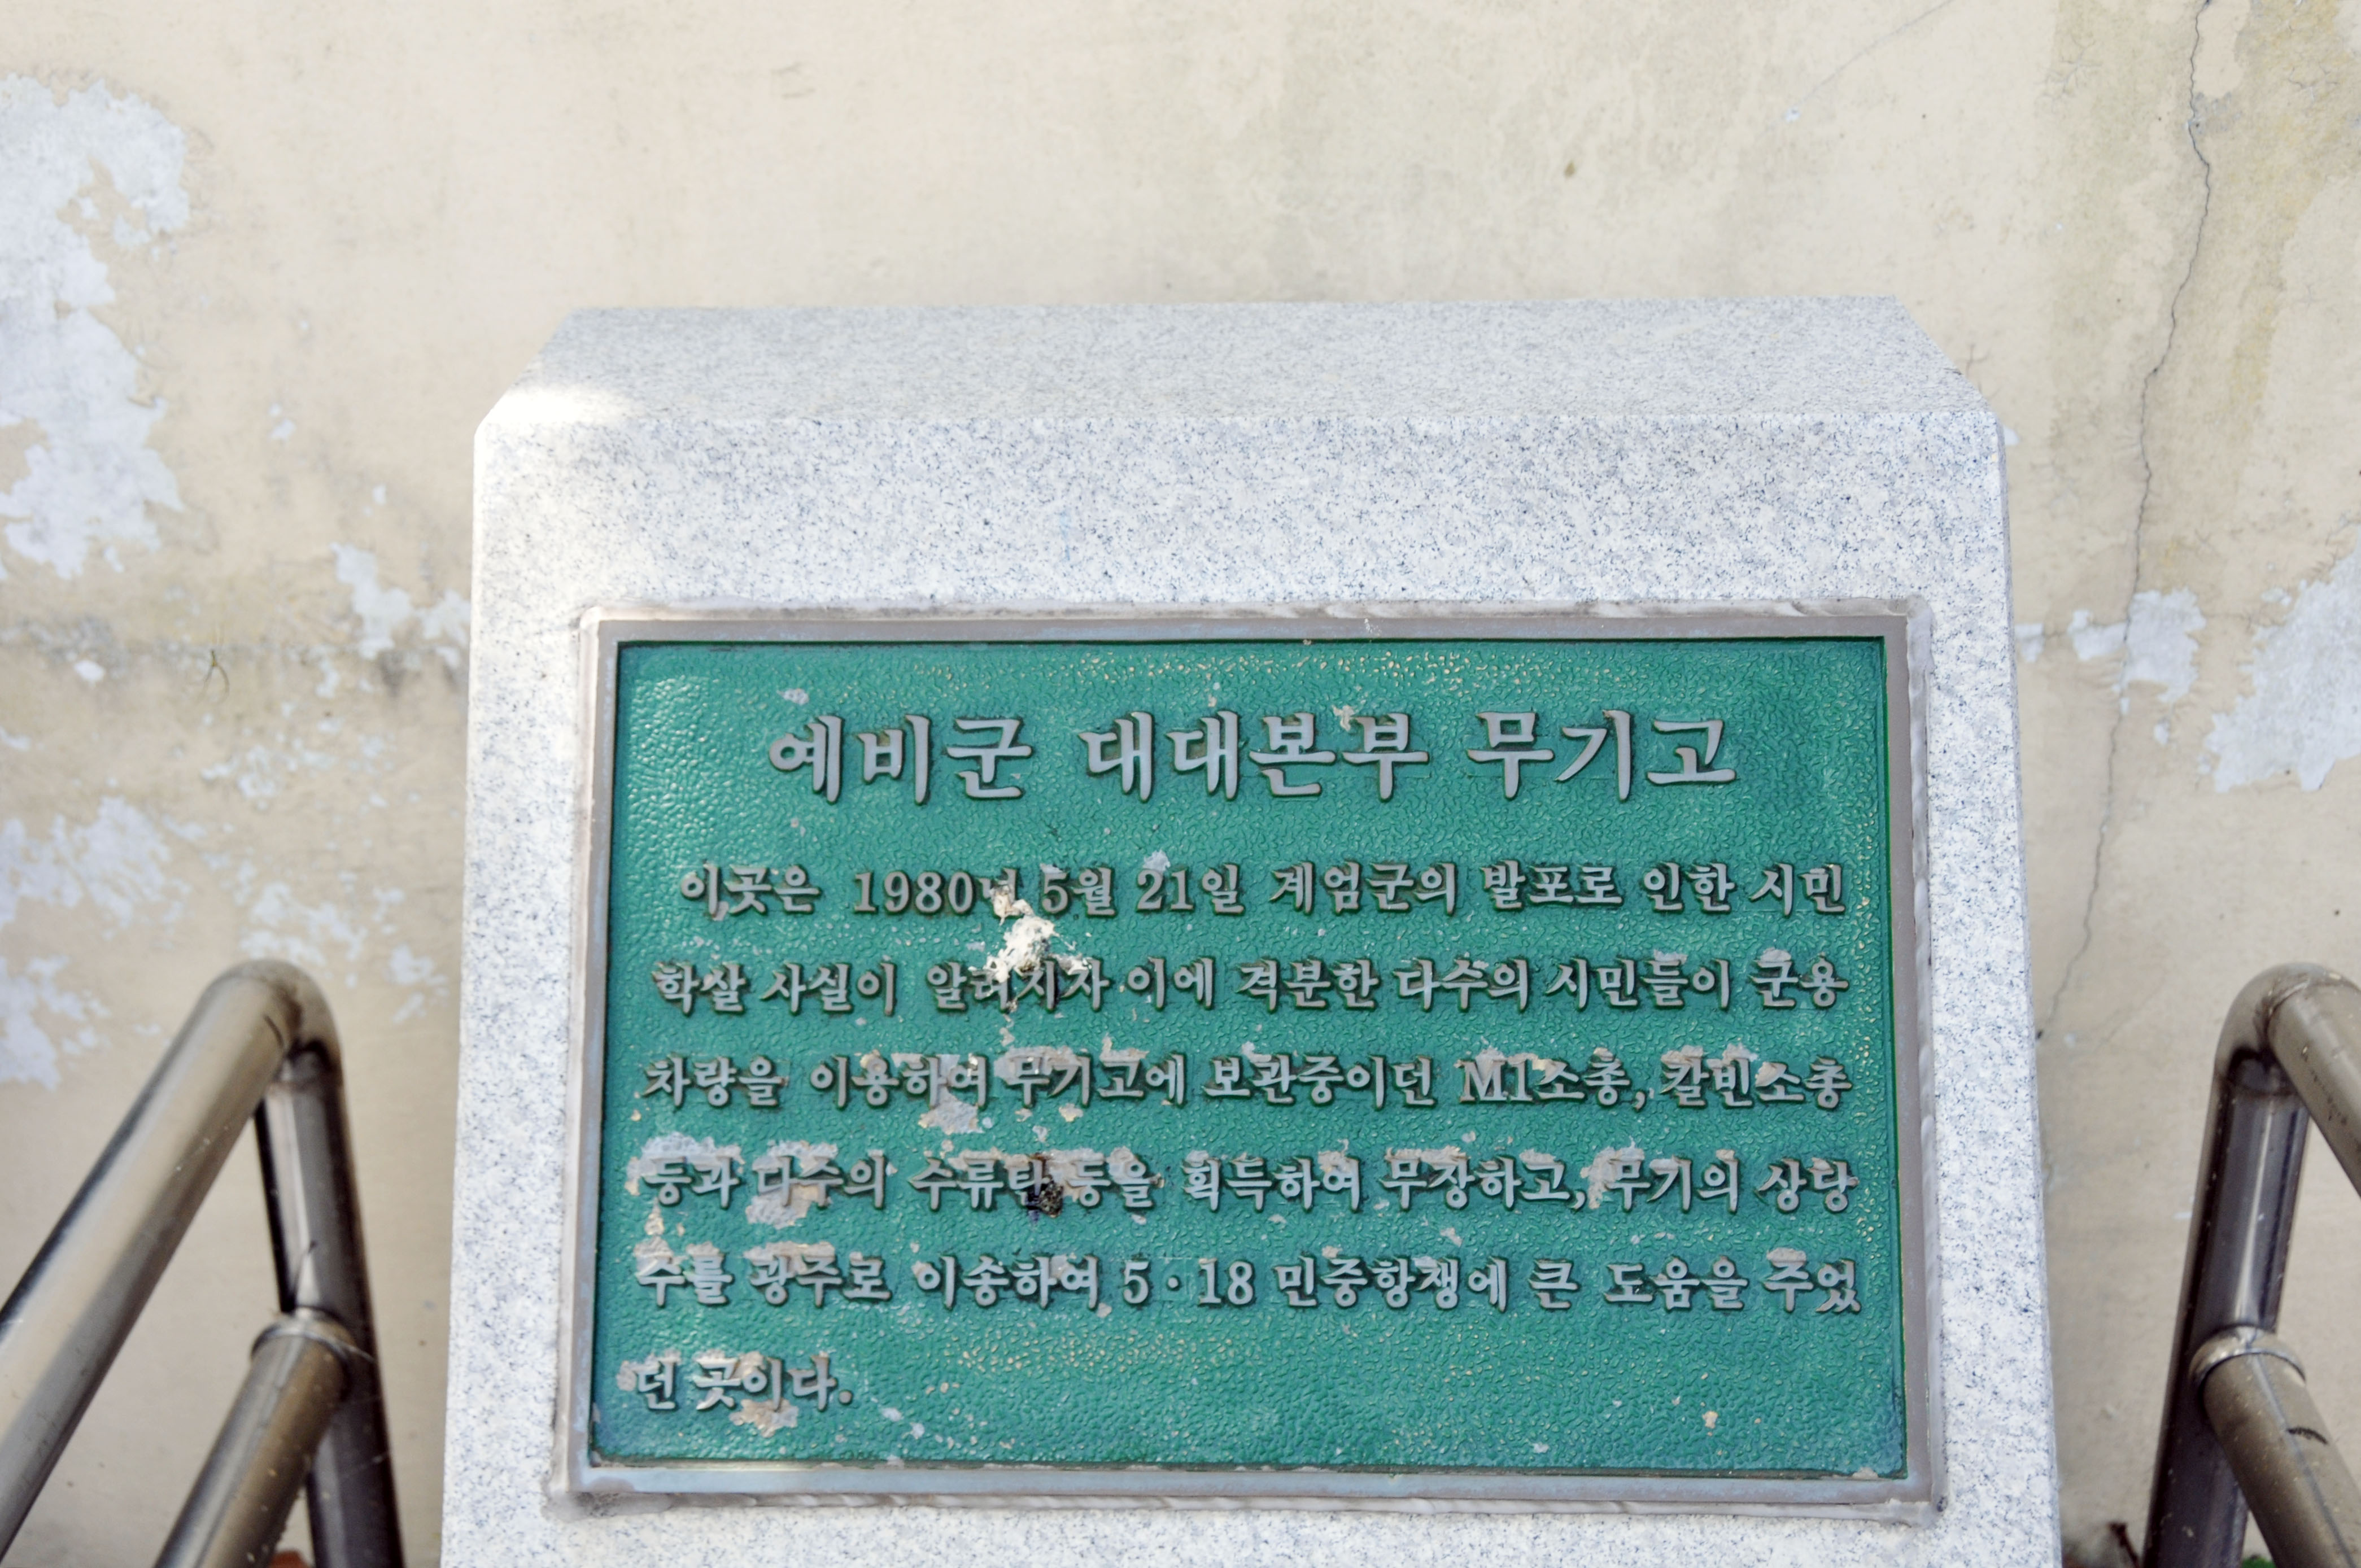 예비군 대대본부 무기고
이곳은 1980년 5월 21일 계엄군의 발포로 인한 시민
학살 사실이 알려지자 이에 격분한 다수의 시민들이 군용
차량을 이용하여 무기고에 보관중이던 M1소총, 칼빈소총
등과 다수의 수류탄 등을 획득하여 무장하고, 무기의 상당
수를 광주로 이송하여 5·18 민중항쟁에 큰 도움을 주었
던 곳이다.